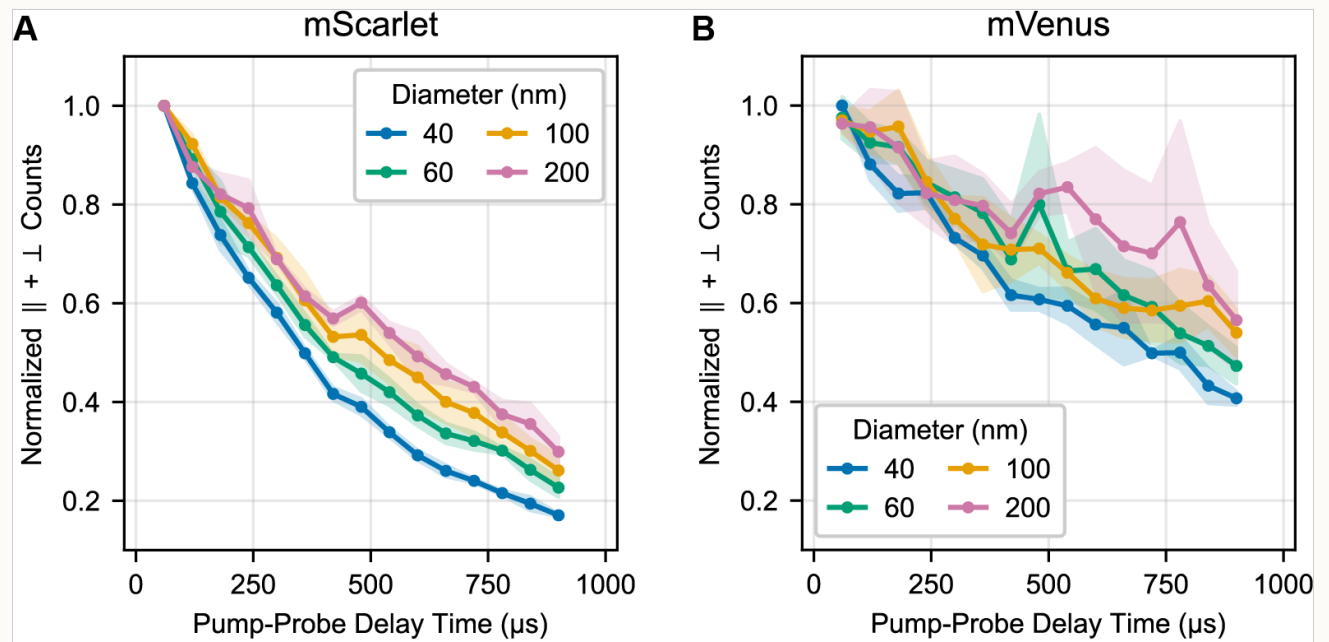 A
mScarlet
Normalized || + ⊥ Counts
1.0
0.8
0.6
0.4
0.2
Diameter (nm)
40 100
60 200
0 250 500 750 1000
Pump-Probe Delay Time (μs)
B
mVenus
Normalized || + ⊥ Counts
1.0
0.8
0.6
0.4
0.2
Diameter (nm)
40 100
60 200
0 250 500 750 1000
Pump-Probe Delay Time (μs)